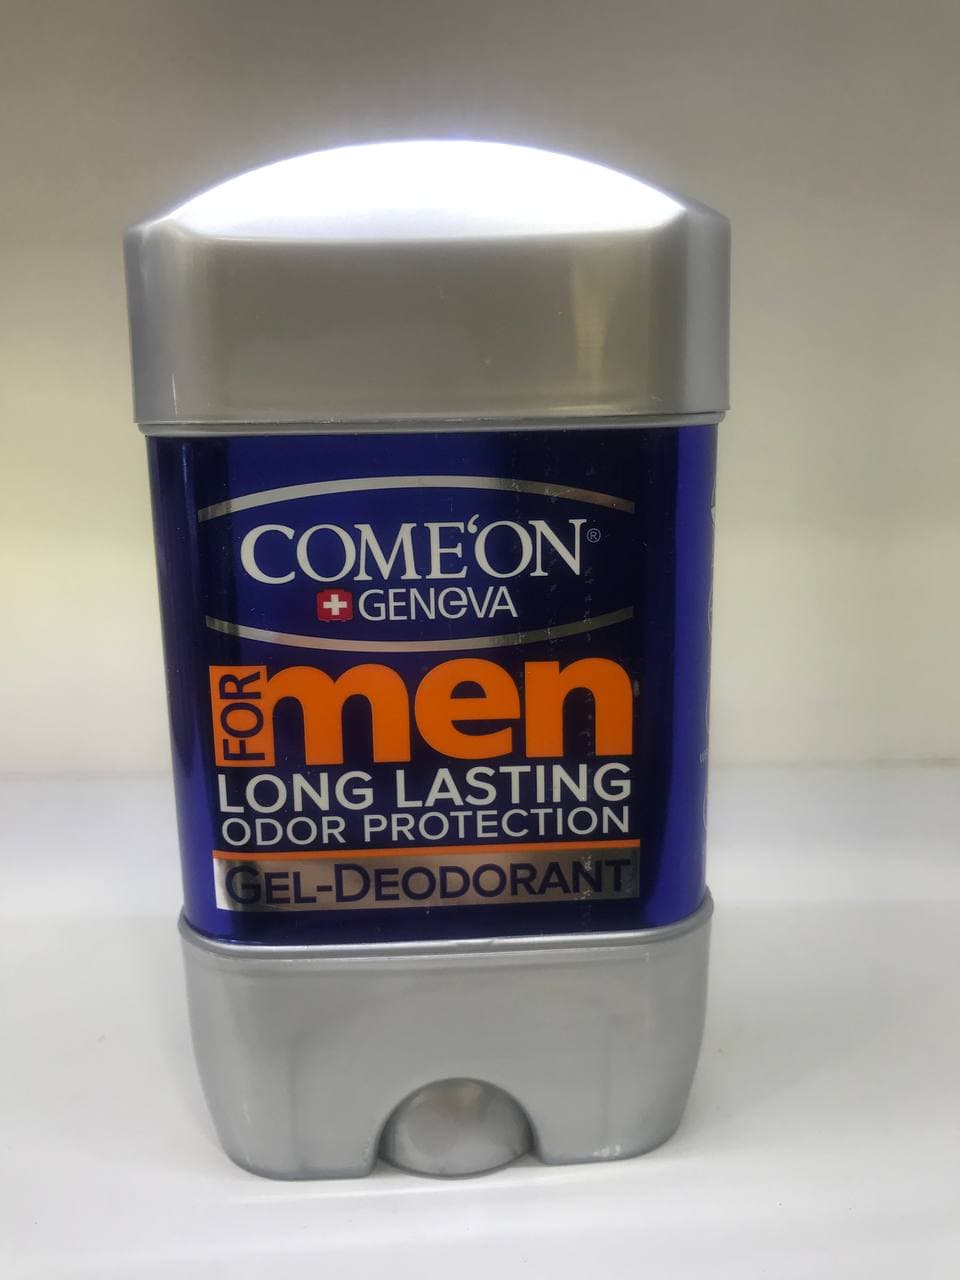 COME‘ON®
GENEVA
FOR men
LONG LASTING
ODOR PROTECTION
GEL-DEODORANT